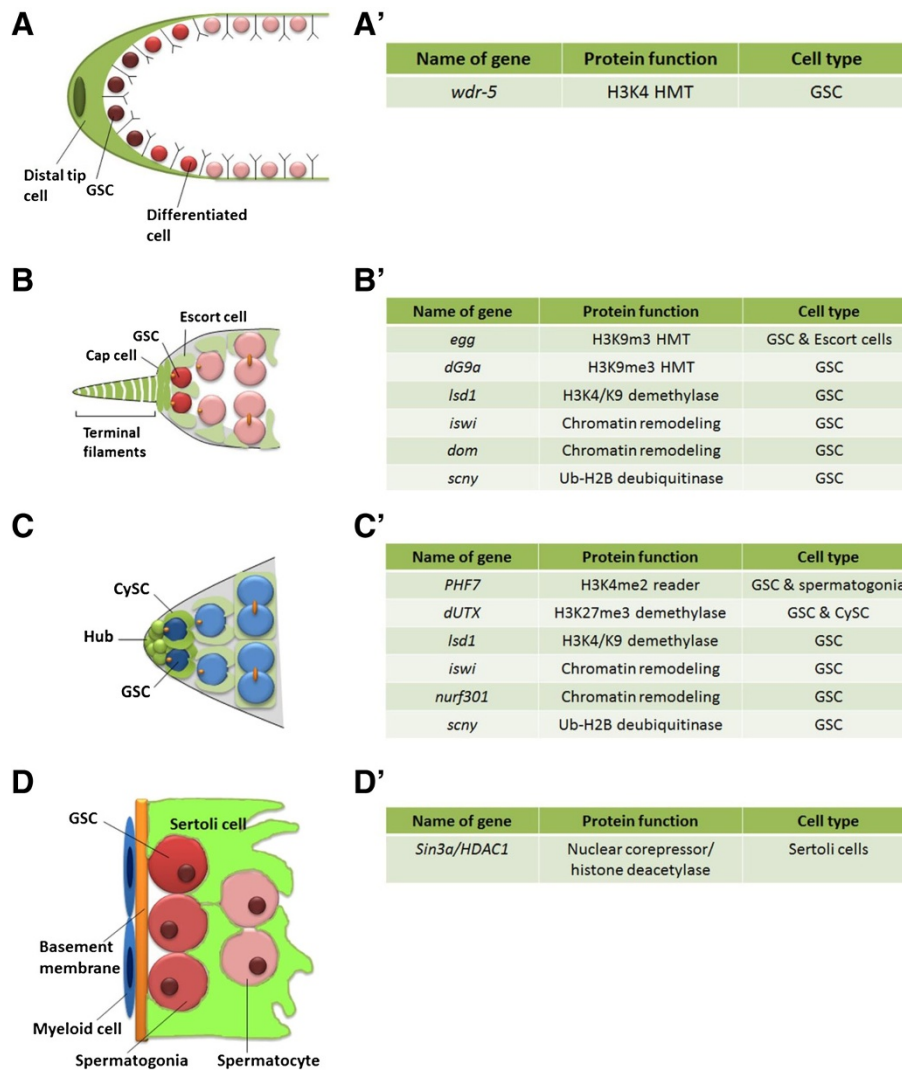 A
Distal tip
cell
GSC
Differentiated
cell
A’
Name of gene Protein function Cell type
wdr-5 H3K4 HMT GSC
B
Escort cell
GSC
Cap cell
Terminal
filaments
B’
Name of gene Protein function Cell type
egg H3K9m3 HMT GSC & Escort cells
dG9a H3K9me3 HMT GSC
lsd1 H3K4/K9 demethylase GSC
iswi Chromatin remodeling GSC
dom Chromatin remodeling GSC
scny Ub-H2B deubiquitinase GSC
C
CySC
Hub
GSC
C’
Name of gene Protein function Cell type
PHF7 H3K4me2 reader GSC & spermatogonia
dUTX H3K27me3 demethylase GSC & CySC
lsd1 H3K4/K9 demethylase GSC
iswi Chromatin remodeling GSC
nurf301 Chromatin remodeling GSC
scny Ub-H2B deubiquitinase GSC
D
GSC
Sertoli cell
Basement
membrane
Myeloid cell
Spermatogonia
Spermatocyte
D’
Name of gene Protein function Cell type
Sin3a/HDAC1 Nuclear corepressor/ Sertoli cells
histone deacetylase